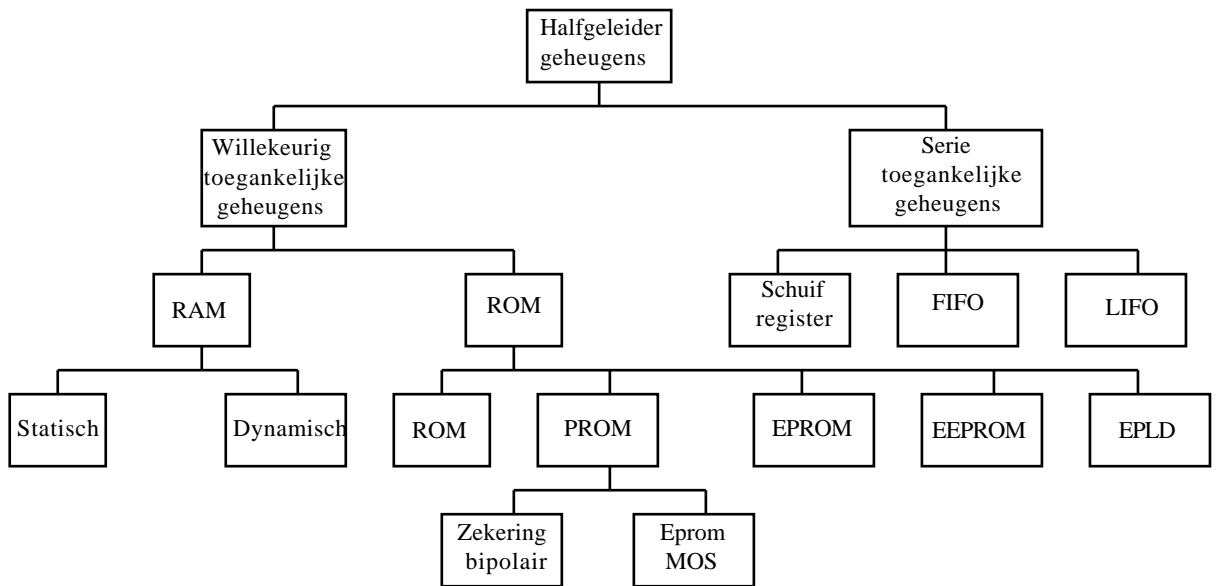 Halfgeleider
geheugens
Willekeurig
toegankelijke
geheugens
Serie
toegankelijke
geheugens
RAM
ROM
Schuif
register
FIFO
LIFO
Statisch
Dynamisch
ROM
PROM
EPROM
EEPROM
EPLD
Zekering
bipolair
Eprom
MOS